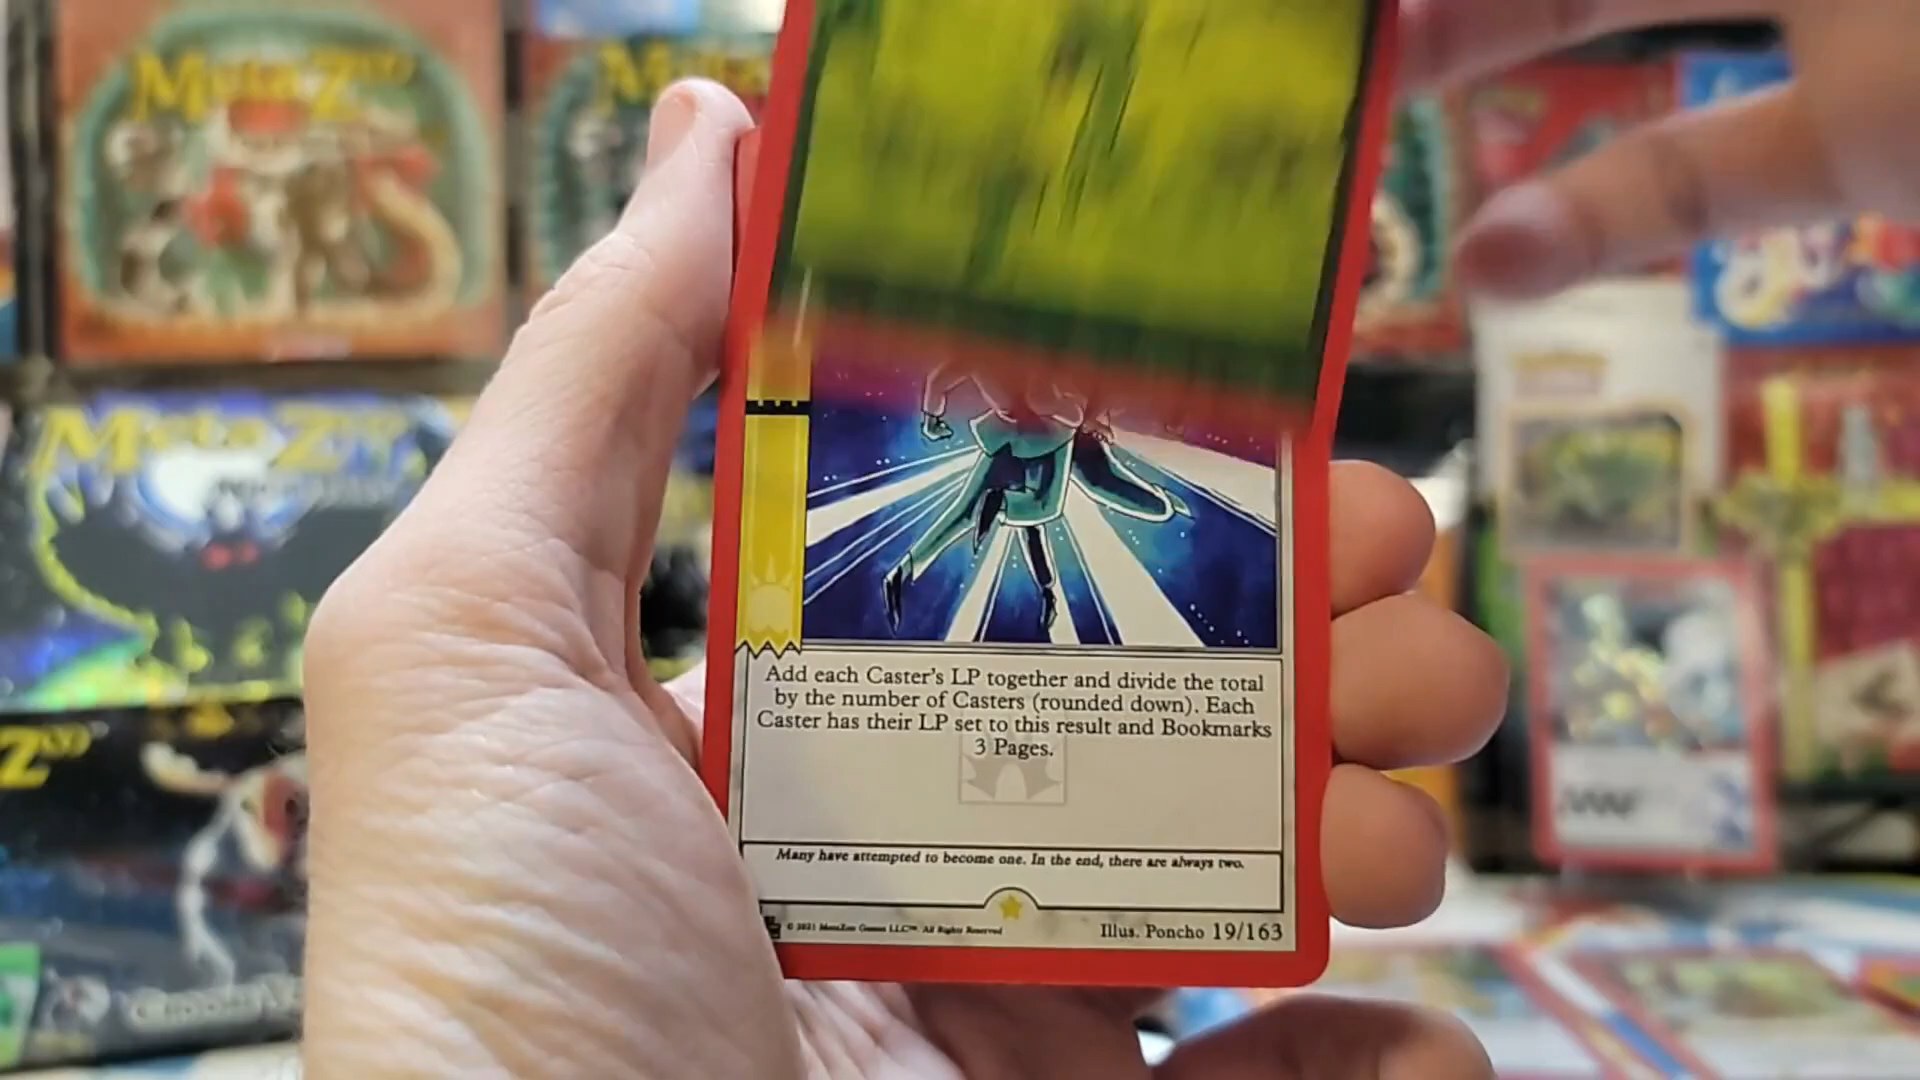 MetaZoo
MetaZoo
Add each Caster's LP together and divide the total
by the number of Casters (rounded down). Each
Caster has their LP set to this result and Bookmarks
3 Pages.
Many have attempted to become one. In the end, there are always two.
© 2021 MetaZoo Games LLC™. All Rights Reserved
Illus. Poncho 19/163